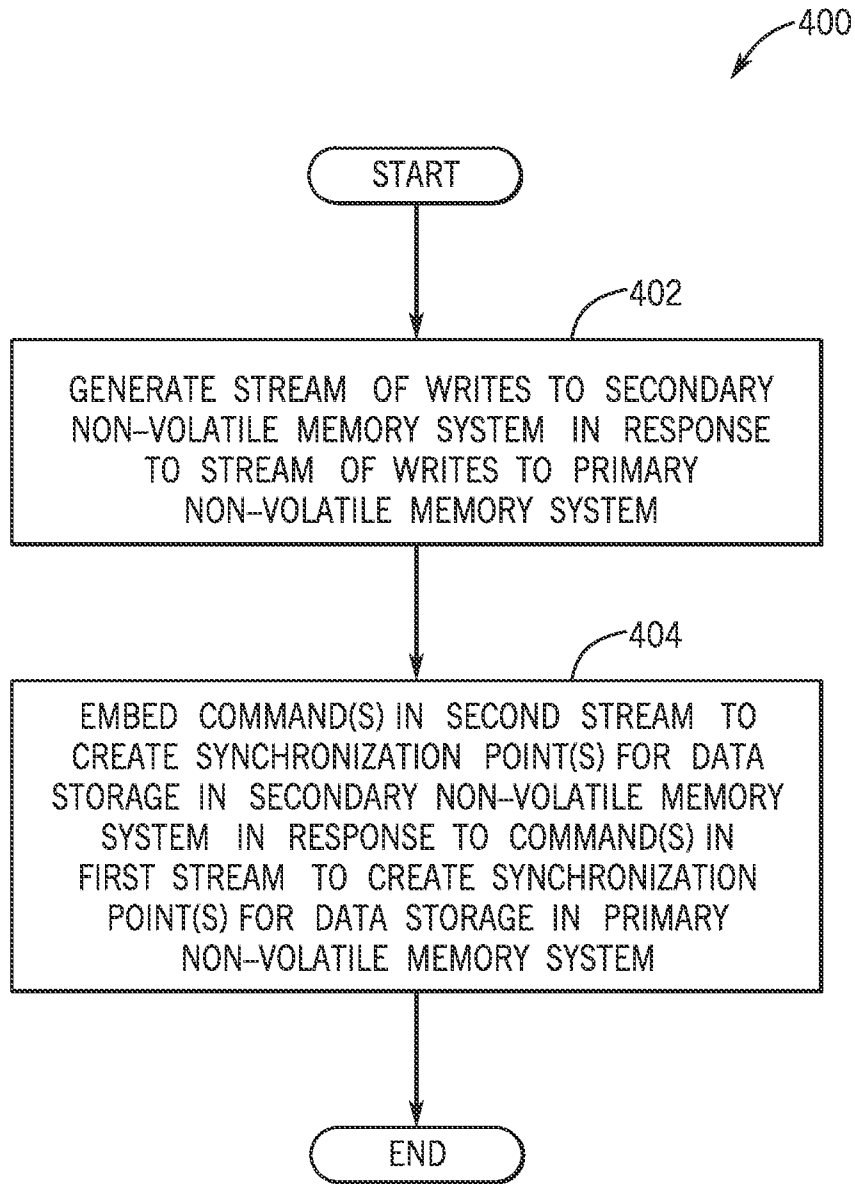 400
START
402
GENERATE STREAM OF WRITES TO SECONDARY
NON-VOLATILE MEMORY SYSTEM IN RESPONSE
TO STREAM OF WRITES TO PRIMARY
NON-VOLATILE MEMORY SYSTEM
404
EMBED COMMAND(S) IN SECOND STREAM TO
CREATE SYNCHRONIZATION POINT(S) FOR DATA
STORAGE IN SECONDARY NON-VOLATILE MEMORY
SYSTEM IN RESPONSE TO COMMAND(S) IN
FIRST STREAM TO CREATE SYNCHRONIZATION
POINT(S) FOR DATA STORAGE IN PRIMARY
NON-VOLATILE MEMORY SYSTEM
END